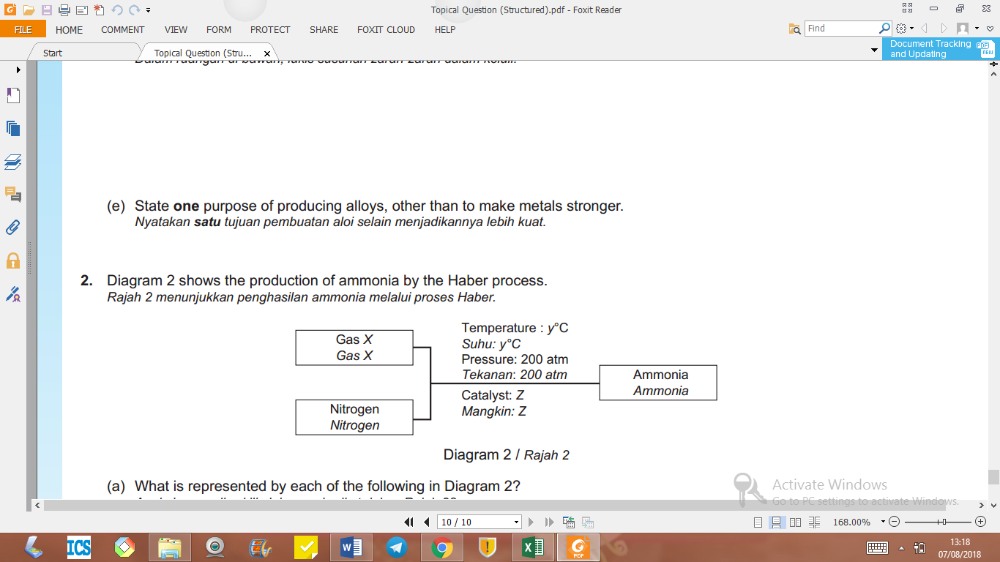 Topical Question (Structured).pdf - Foxit Reader
FILE HOME COMMENT VIEW FORM PROTECT SHARE FOXIT CLOUD HELP
Find
Start
Topical Question (Stru... x
Document Tracking
and Updating
PDF
NEW
Dalam ruangan di bawah, lukis susunan zarah-zarah dalam keluli.
(e) State one purpose of producing alloys, other than to make metals stronger.
Nyatakan satu tujuan pembuatan aloi selain menjadikannya lebih kuat.
2. Diagram 2 shows the production of ammonia by the Haber process.
Rajah 2 menunjukkan penghasilan ammonia melalui proses Haber.
Gas X
Gas X
Nitrogen
Nitrogen
Temperature : y°C
Suhu: y°C
Pressure: 200 atm
Tekanan: 200 atm
Catalyst: Z
Mangkin: Z
Ammonia
Ammonia
Diagram 2 / Rajah 2
(a) What is represented by each of the following in Diagram 2?
Activate Windows
Go to PC settings to activate Windows.
10 / 10
168.00%
ICS
PDF
13:18
07/08/2018